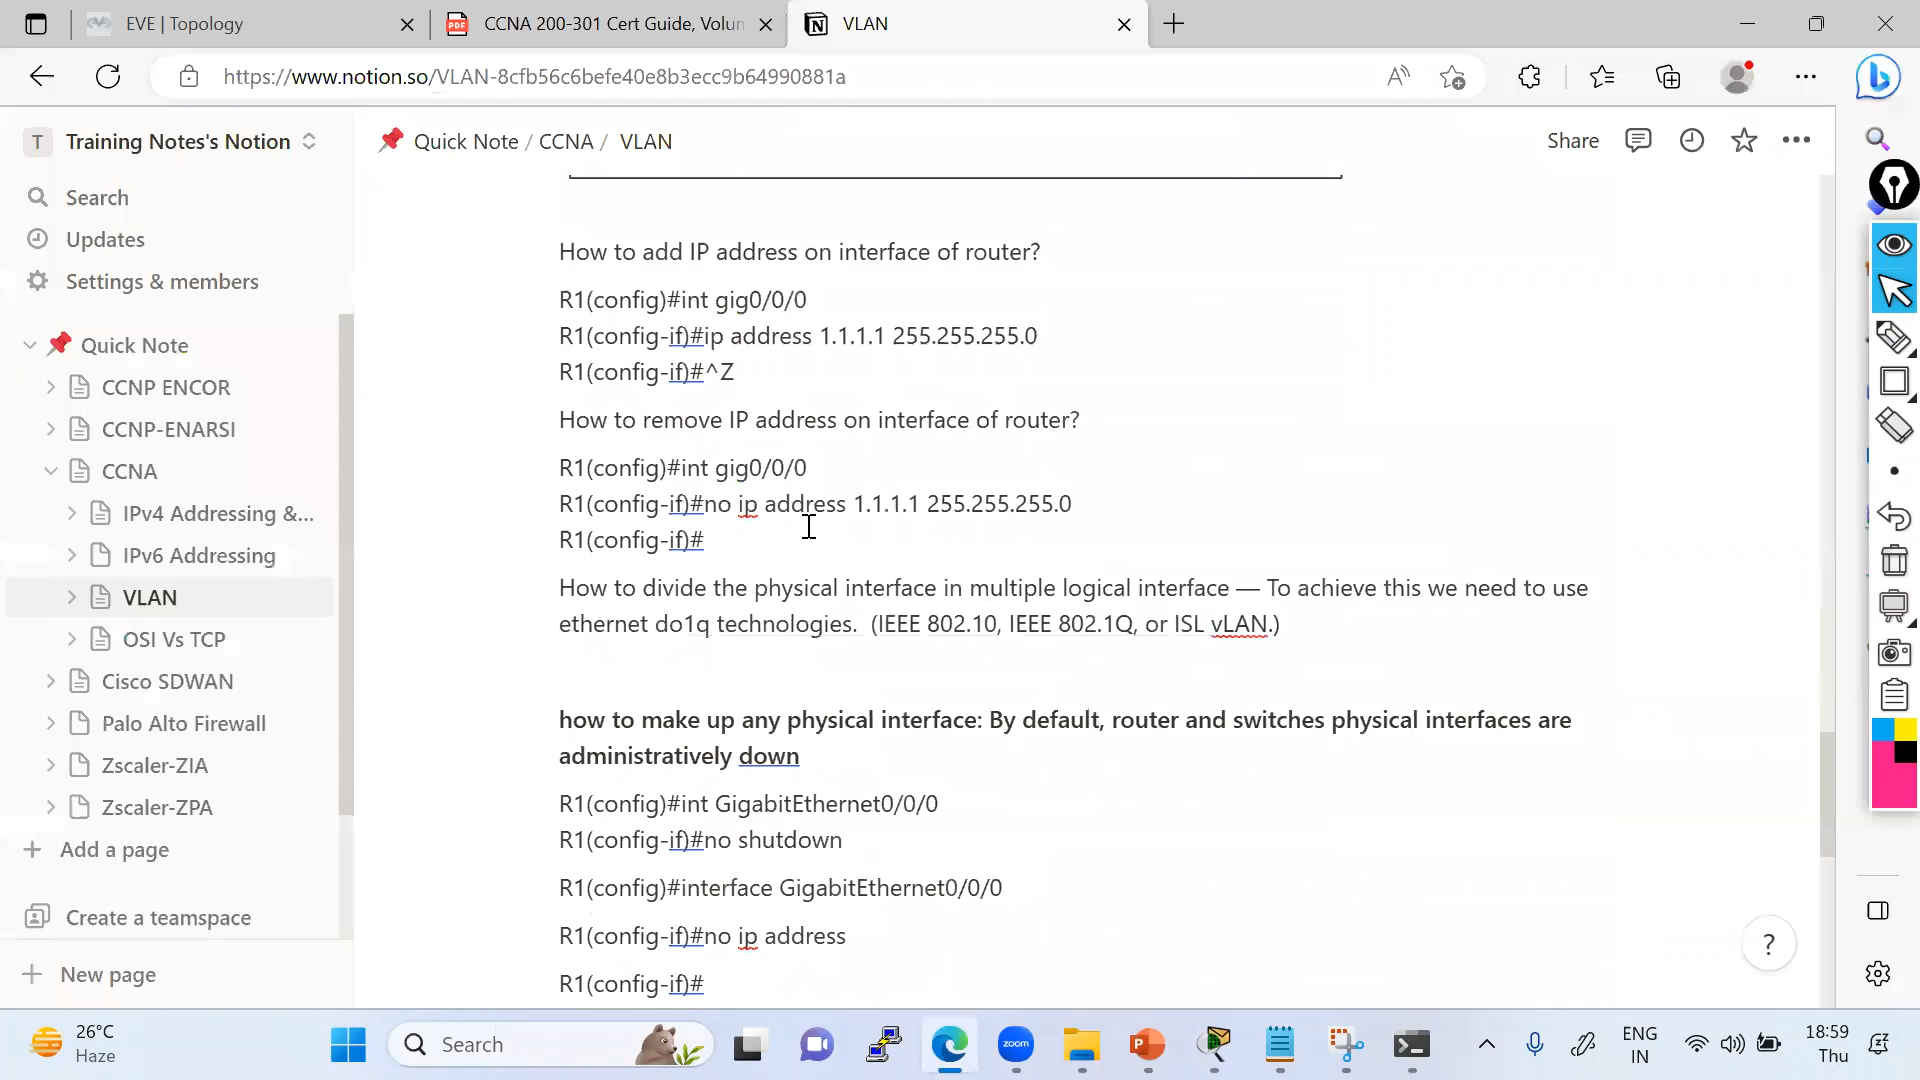 EVE | Topology
CCNA 200-301 Cert Guide, Volun
VLAN
https://www.notion.so/VLAN-8cfb56c6befe40e8b3ecc9b64990881a
T Training Notes's Notion
Quick Note / CCNA / VLAN
Share
Search
Updates
Settings & members
Quick Note
CCNP ENCOR
CCNP-ENARSI
CCNA
IPv4 Addressing &...
IPv6 Addressing
VLAN
OSI Vs TCP
Cisco SDWAN
Palo Alto Firewall
Zscaler-ZIA
Zscaler-ZPA
Add a page
Create a teamspace
New page
How to add IP address on interface of router?
R1(config)#int gig0/0/0
R1(config-if)#ip address 1.1.1.1 255.255.255.0
R1(config-if)#^Z
How to remove IP address on interface of router?
R1(config)#int gig0/0/0
R1(config-if)#no ip address 1.1.1.1 255.255.255.0
R1(config-if)#
How to divide the physical interface in multiple logical interface — To achieve this we need to use
ethernet do1q technologies.  (IEEE 802.10, IEEE 802.1Q, or ISL vLAN.)
how to make up any physical interface: By default, router and switches physical interfaces are
administratively down
R1(config)#int GigabitEthernet0/0/0
R1(config-if)#no shutdown
R1(config)#interface GigabitEthernet0/0/0
R1(config-if)#no ip address
R1(config-if)#
?
26°C
Haze
Search
zoom
ENG
IN
18:59
Thu